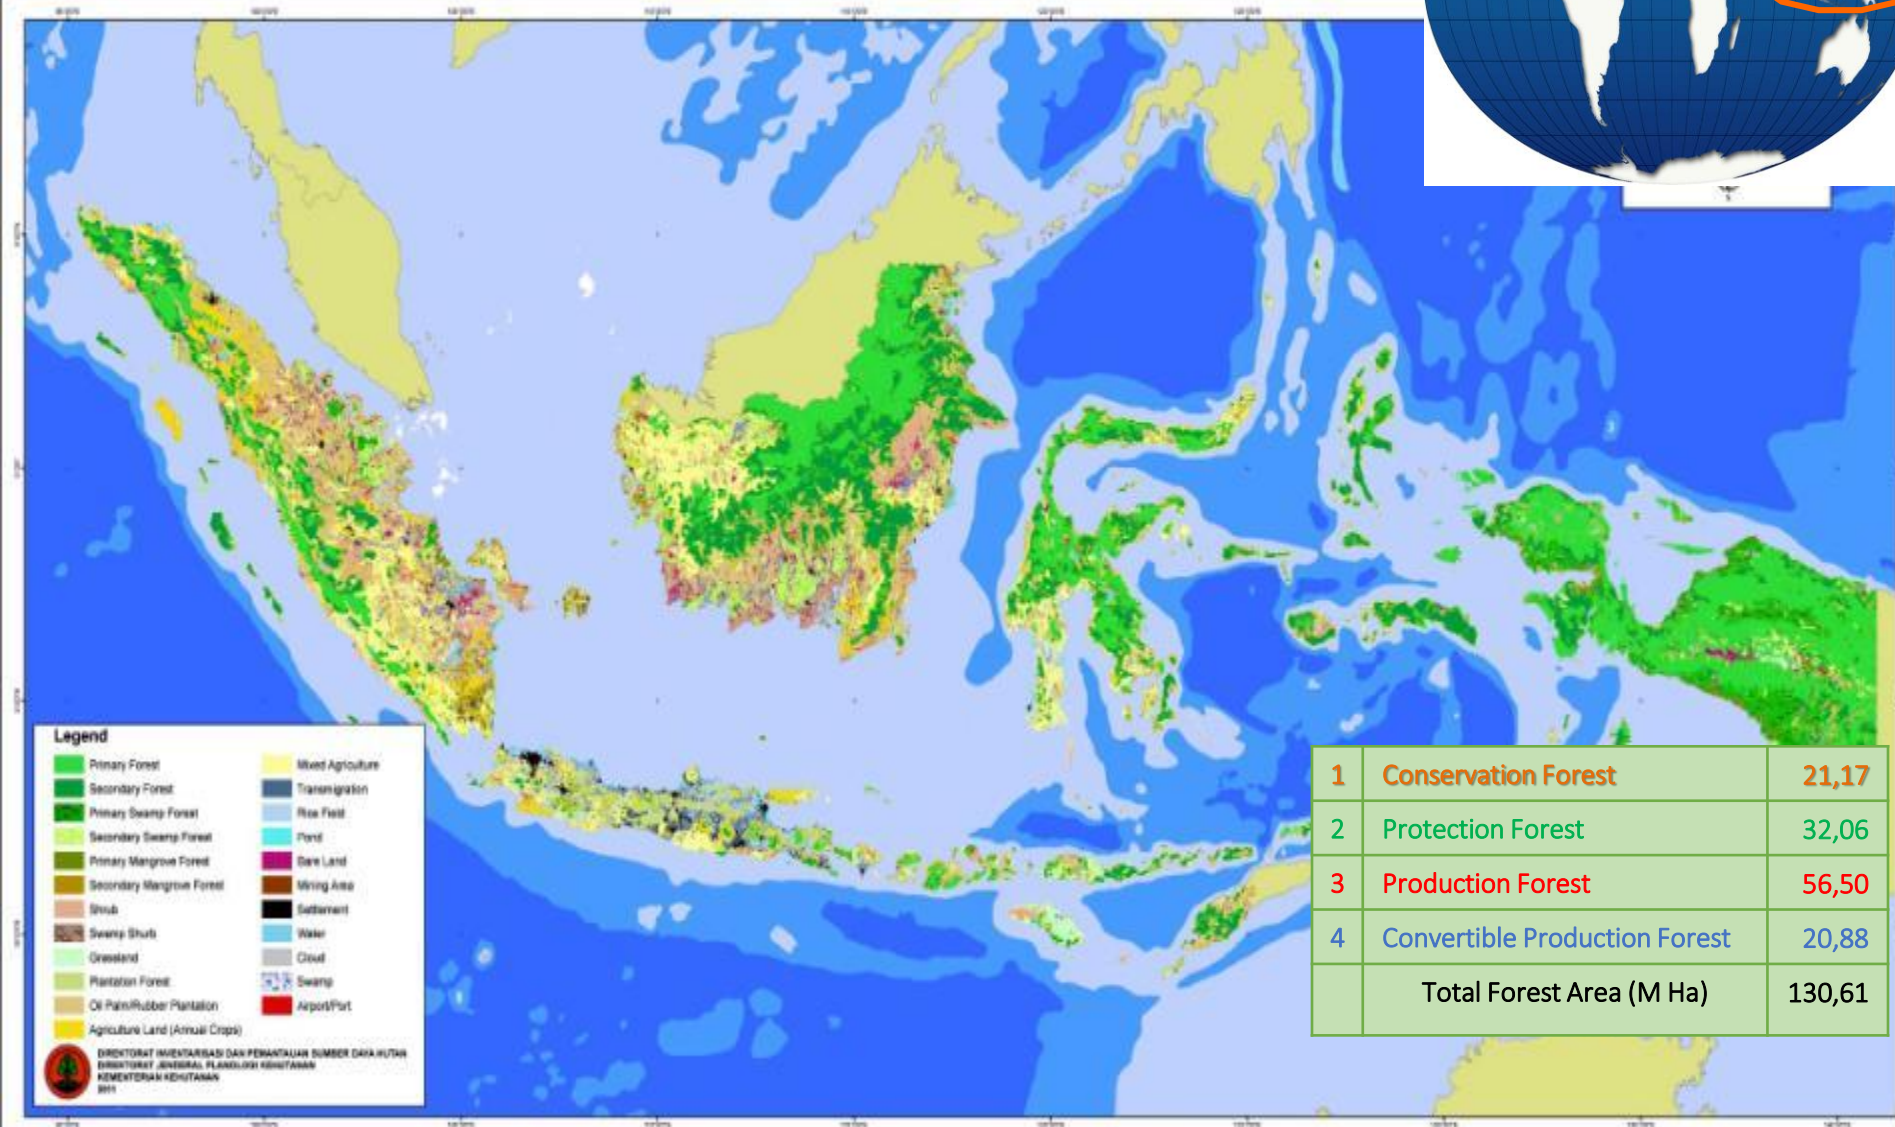 Legend
Primary Forest
Secondary Forest
Primary Swamp Forest
Secondary Swamp Forest
Primary Mangrove Forest
Secondary Mangrove Forest
Shrub
Swamp Shurb
Grassland
Plantation Forest
Oil Palm/Rubber Plantation
Agriculture Land (Annual Crops)
Mixed Agriculture
Transmigration
Rice Field
Pond
Bare Land
Mining Area
Settlement
Water
Cloud
Swamp
Airport/Port
DIREKTORAT INVENTARISASI DAN PEMANTAUAN SUMBER DAYA HUTAN
DIREKTORAT JENDERAL PLANOLOGI KEHUTANAN
KEMENTERIAN KEHUTANAN
2011
1 Conservation Forest 21,17
2 Protection Forest 32,06
3 Production Forest 56,50
4 Convertible Production Forest 20,88
Total Forest Area (M Ha) 130,61